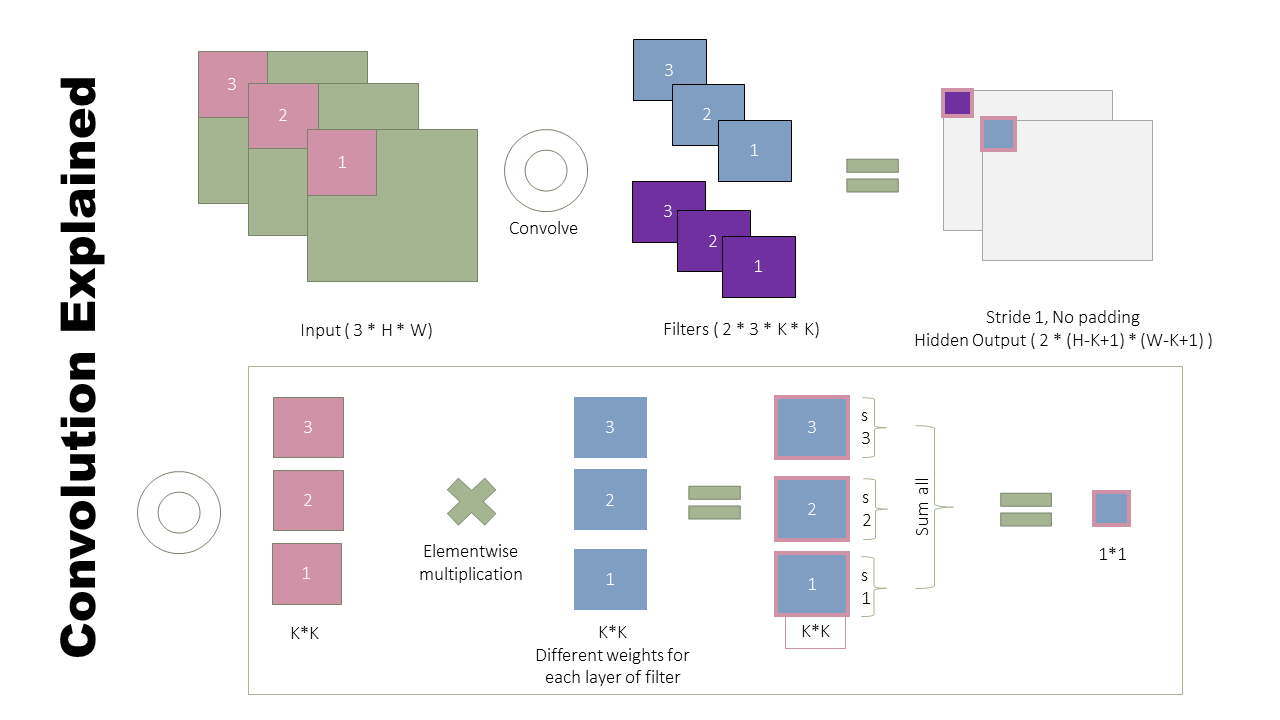 Convolution Explained
3
2
1
Convolve
3
2
1
3
2
1
Input ( 3 * H * W)
Filters ( 2 * 3 * K * K)
Stride 1, No padding
Hidden Output ( 2 * (H-K+1) * (W-K+1) )
3
2
1
K*K
Elementwise
multiplication
3
2
1
K*K
Different weights for
each layer of filter
3
2
1
K*K
s
3
s
2
s
1
Sum all
1*1